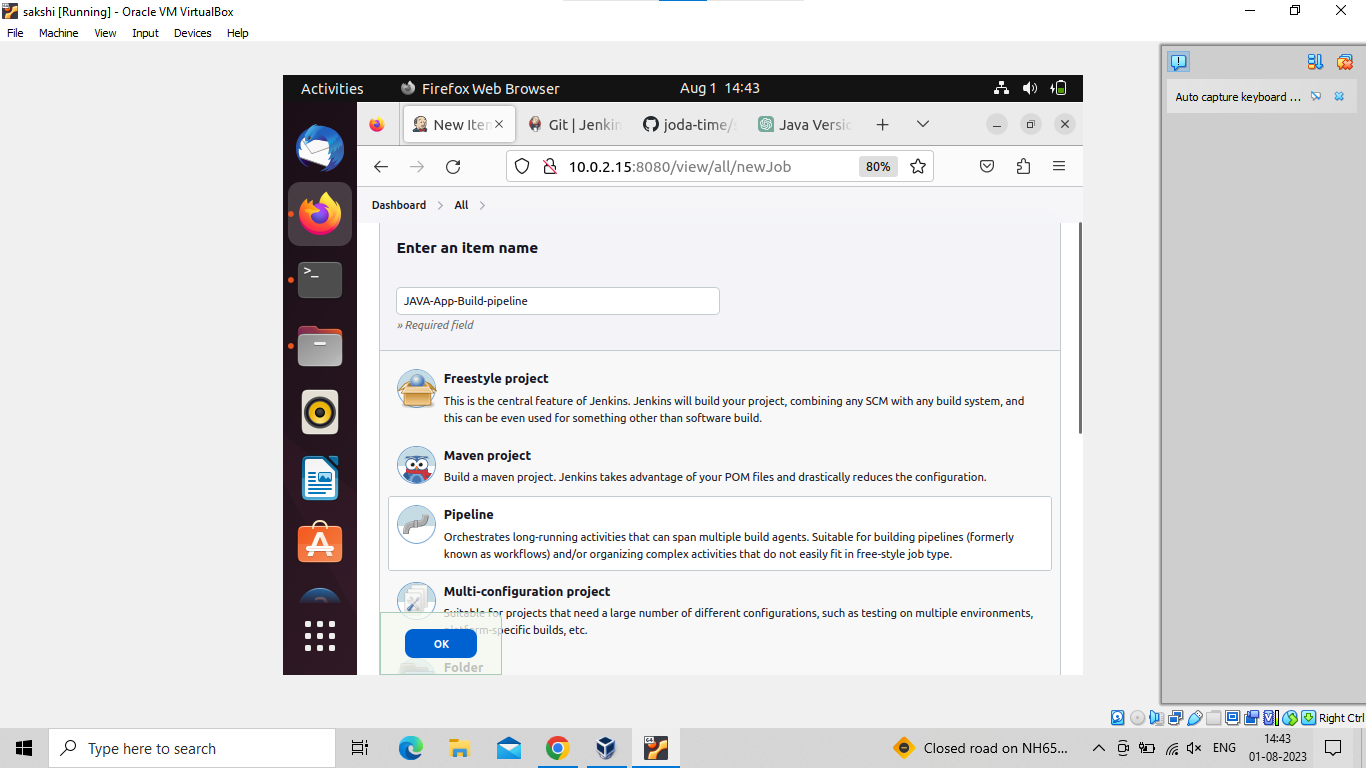 sakshi [Running] - Oracle VM VirtualBox
File Machine View Input Devices Help
Auto capture keyboard ...
Activities
Firefox Web Browser
Aug 1 14:43
New Iten
Git | Jenkin
joda-time/
Java Versio
10.0.2.15:8080/view/all/newJob
80%
Dashboard
All
Enter an item name
JAVA-App-Build-pipeline
» Required field
Freestyle project
This is the central feature of Jenkins. Jenkins will build your project, combining any SCM with any build system, and
this can be even used for something other than software build.
Maven project
Build a maven project. Jenkins takes advantage of your POM files and drastically reduces the configuration.
Pipeline
Orchestrates long-running activities that can span multiple build agents. Suitable for building pipelines (formerly
known as workflows) and/or organizing complex activities that do not easily fit in free-style job type.
Multi-configuration project
Suitable for projects that need a large number of different configurations, such as testing on multiple environments,
platform-specific builds, etc.
OK
Folder
Right Ctrl
Type here to search
64
Closed road on NH65...
ENG
14:43
01-08-2023